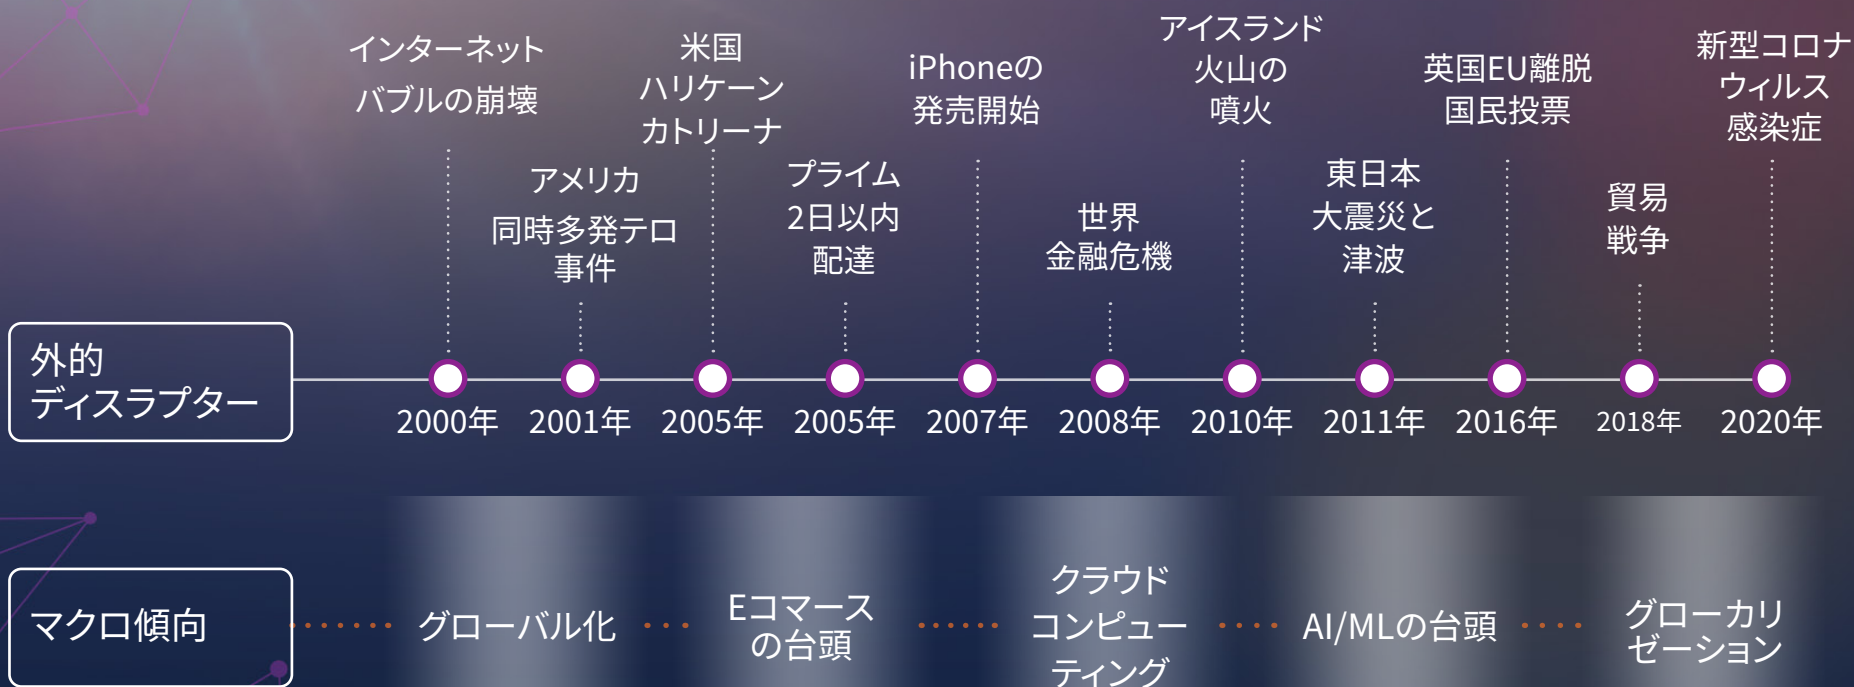 インターネット
バブルの崩壊
アメリカ
同時多発テロ
事件
米国
ハリケーン
カトリーナ
プライム
2日以内
配達
iPhoneの
発売開始
世界
金融危機
アイスランド
火山の
噴火
東日本
大震災と
津波
英国EU離脱
国民投票
貿易
戦争
新型コロナ
ウィルス
感染症
外的
ディスラプター
2000年
2001年
2005年
2005年
2007年
2008年
2010年
2011年
2016年
2018年
2020年
マクロ傾向
グローバル化
Eコマース
の台頭
クラウド
コンピュー
ティング
AI/MLの台頭
グローカリ
ゼーション